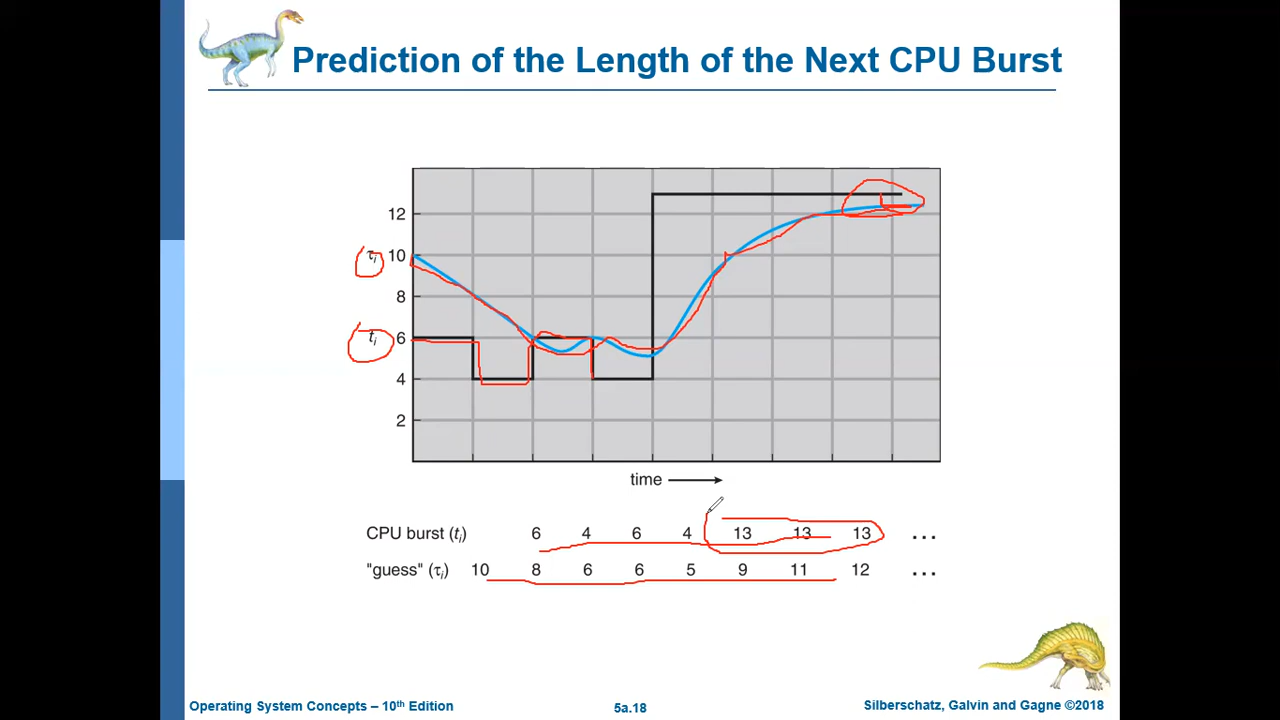 Prediction of the Length of the Next CPU Burst
12
τi 10
8
ti 6
4
2
time
CPU burst (ti) 6 4 6 4 13 13 13 ...
"guess" (τi) 10 8 6 6 5 9 11 12 ...
Operating System Concepts – 10th Edition
5a.18
Silberschatz, Galvin and Gagne ©2018